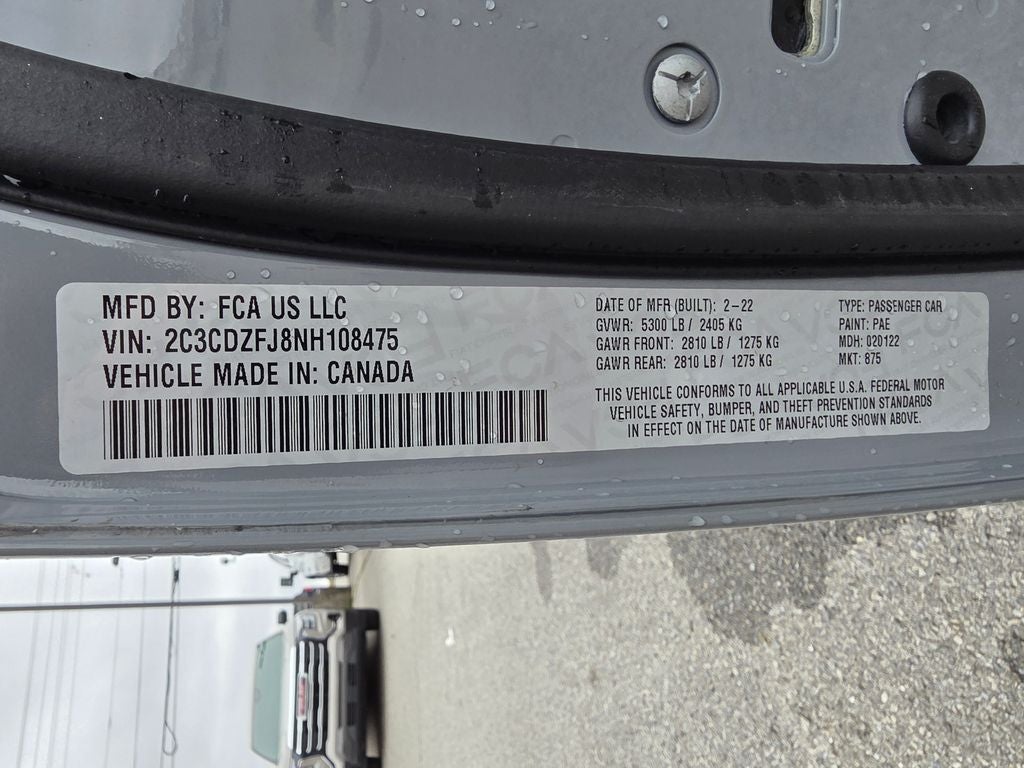 MFD BY: FCA US LLC
VIN: 2C3CDZFJ8NH108475
VEHICLE MADE IN: CANADA
DATE OF MFR (BUILT): 2-22
GVWR: 5300 LB / 2405 KG
GAWR FRONT: 2810 LB / 1275 KG
GAWR REAR: 2810 LB / 1275 KG
TYPE: PASSENGER CAR
PAINT: PAE
MDH: 020122
MKT: 875
THIS VEHICLE CONFORMS TO ALL APPLICABLE U.S.A. FEDERAL MOTOR
VEHICLE SAFETY, BUMPER, AND THEFT PREVENTION STANDARDS
IN EFFECT ON THE DATE OF MANUFACTURE SHOWN ABOVE.